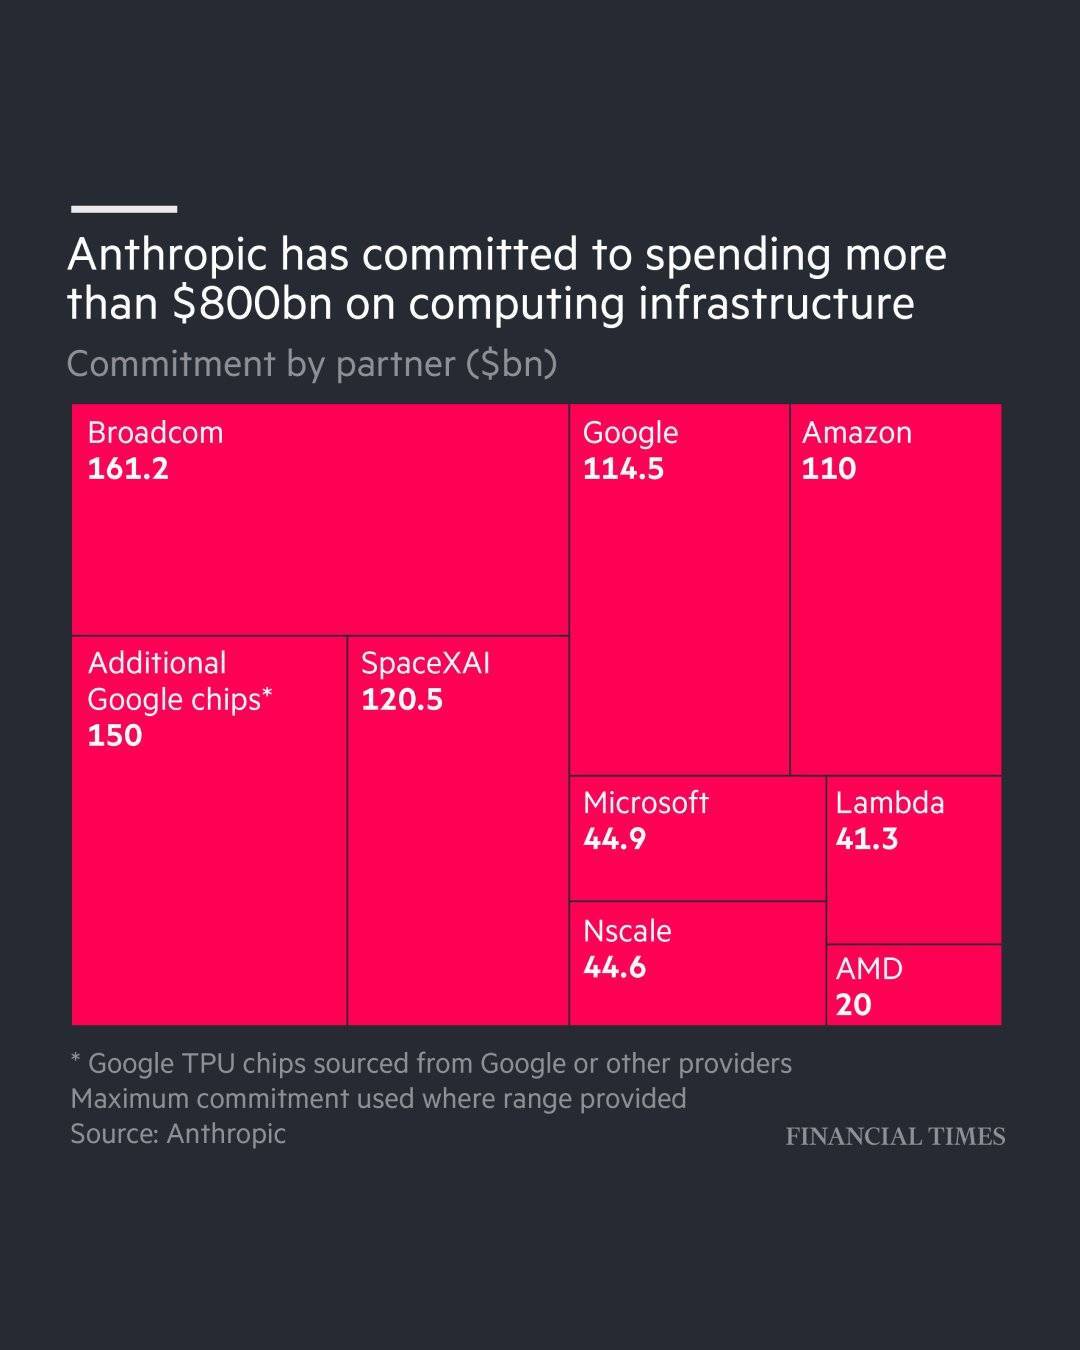 Anthropic has committed to spending more
than $800bn on computing infrastructure
Commitment by partner ($bn)
Broadcom
161.2
Google
114.5
Amazon
110
Additional
Google chips*
150
SpaceXAI
120.5
Microsoft
44.9
Lambda
41.3
Nscale
44.6
AMD
20
* Google TPU chips sourced from Google or other providers
Maximum commitment used where range provided
Source: Anthropic
FINANCIAL TIMES